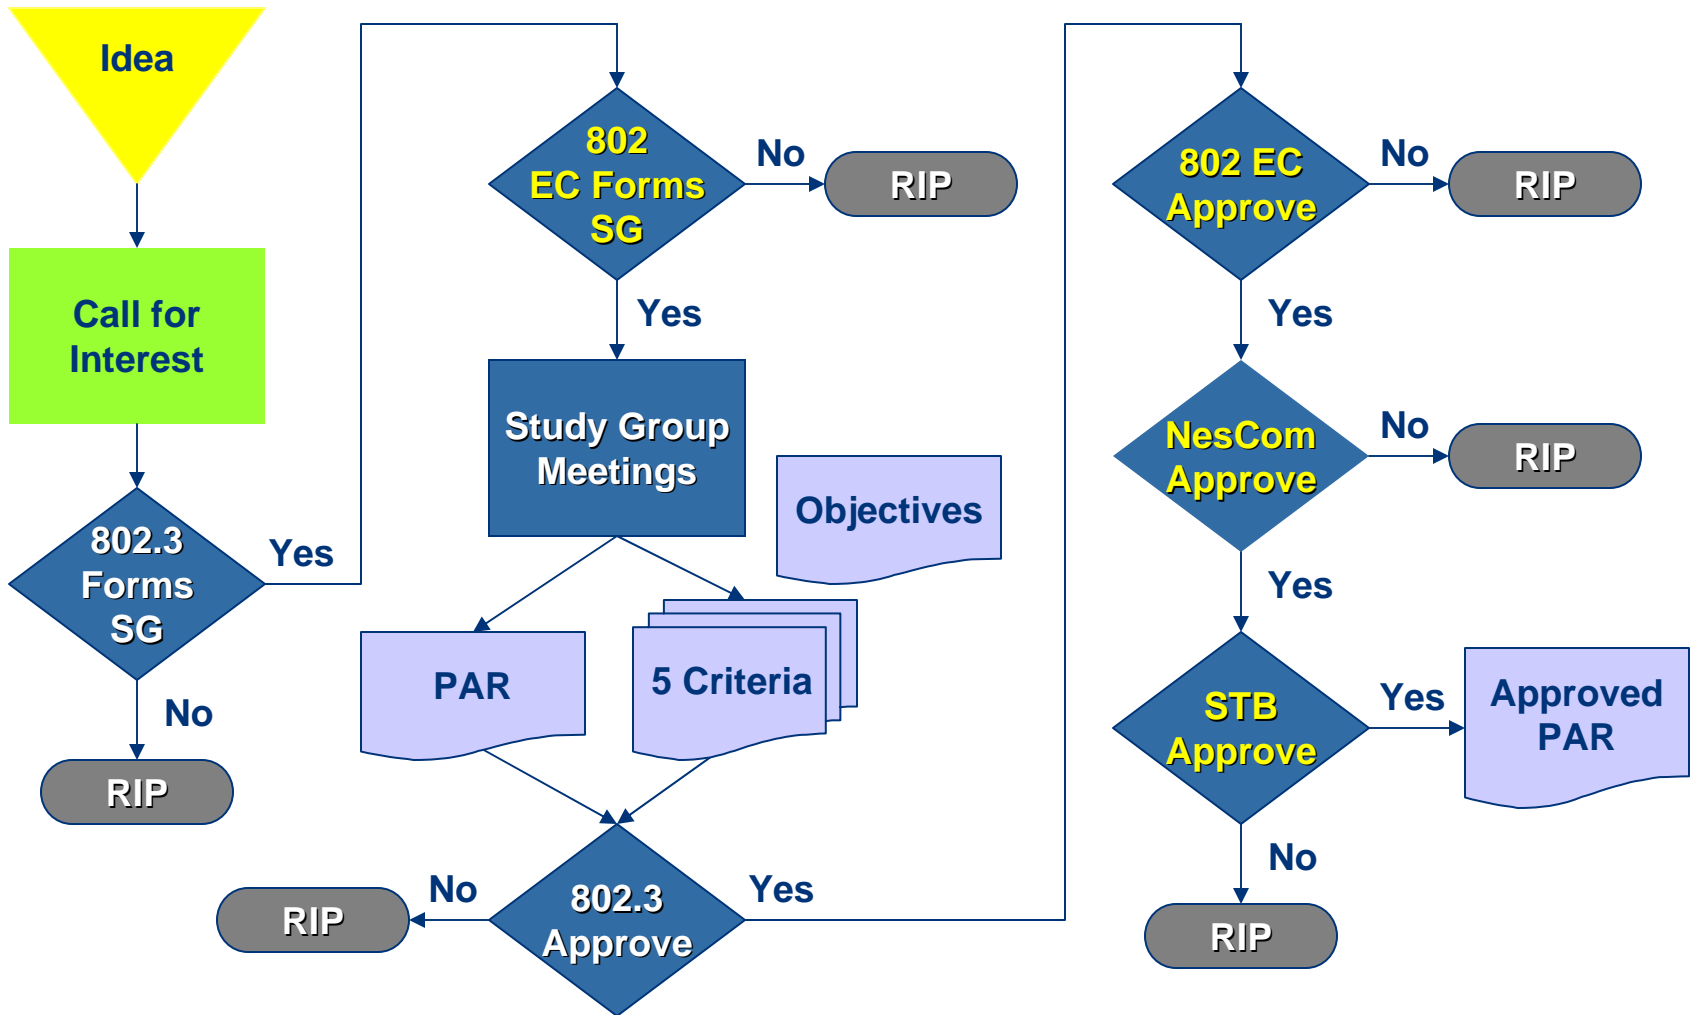 Idea
Call for
Interest
802.3
Forms
SG
Yes
No
RIP
802
EC Forms
SG
No
RIP
Yes
Study Group
Meetings
Objectives
PAR
5 Criteria
802.3
Approve
No
RIP
Yes
802 EC
Approve
No
RIP
Yes
NesCom
Approve
No
RIP
Yes
STB
Approve
Yes
Approved
PAR
No
RIP